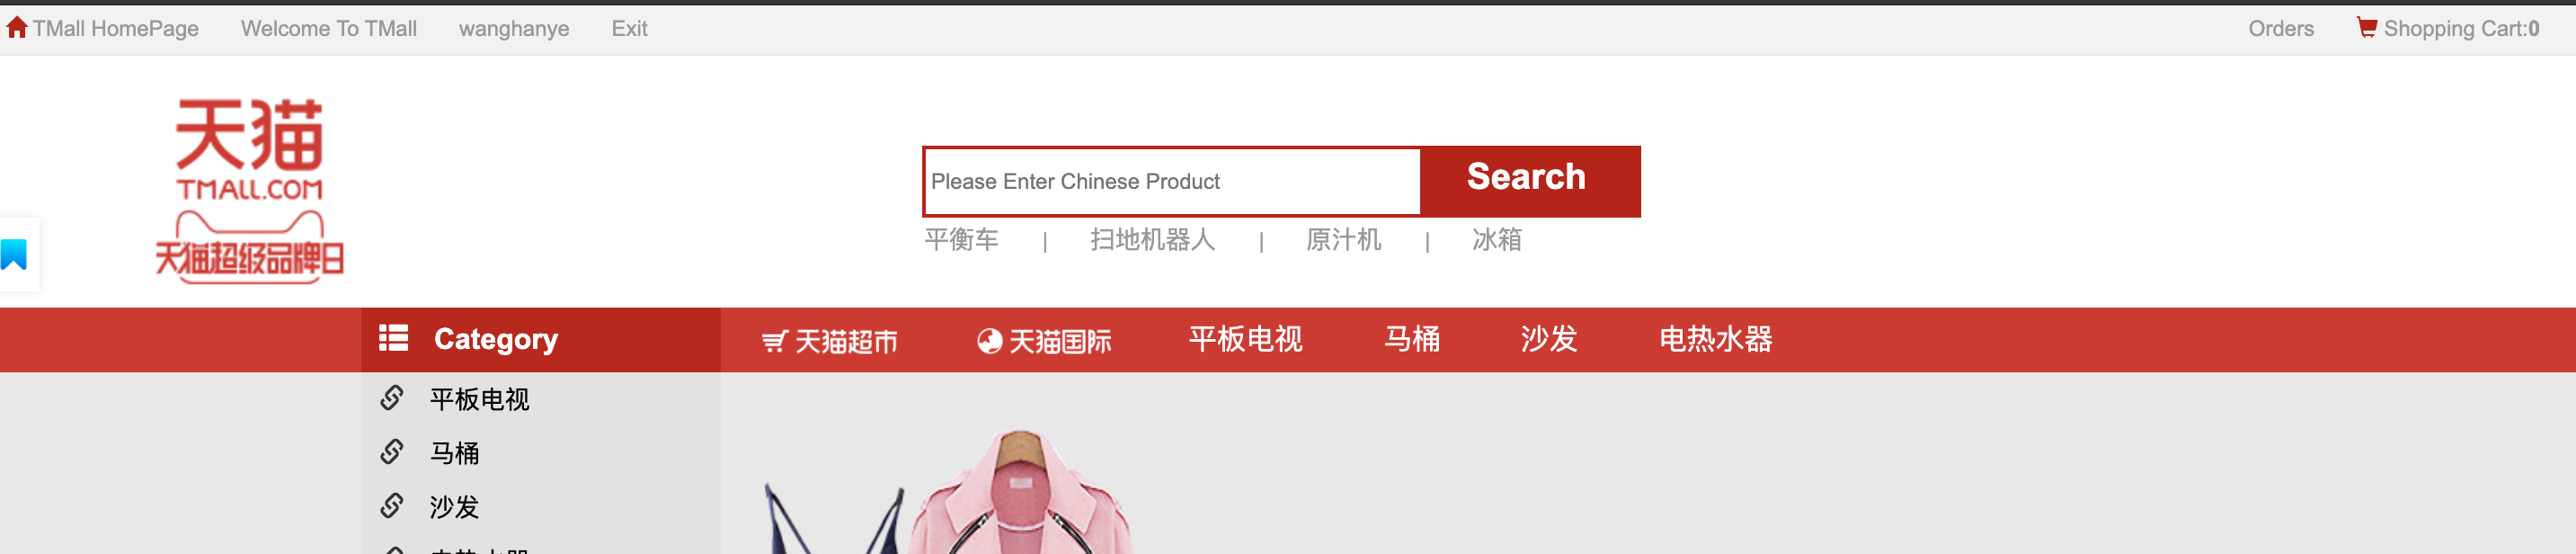 TMall HomePage Welcome To TMall wanghanye Exit Orders Shopping Cart:0
天猫
TMALL.COM
天猫超级品牌日
Please Enter Chinese Product Search
平衡车 | 扫地机器人 | 原汁机 | 冰箱
Category 天猫超市 天猫国际 平板电视 马桶 沙发 电热水器
平板电视
马桶
沙发